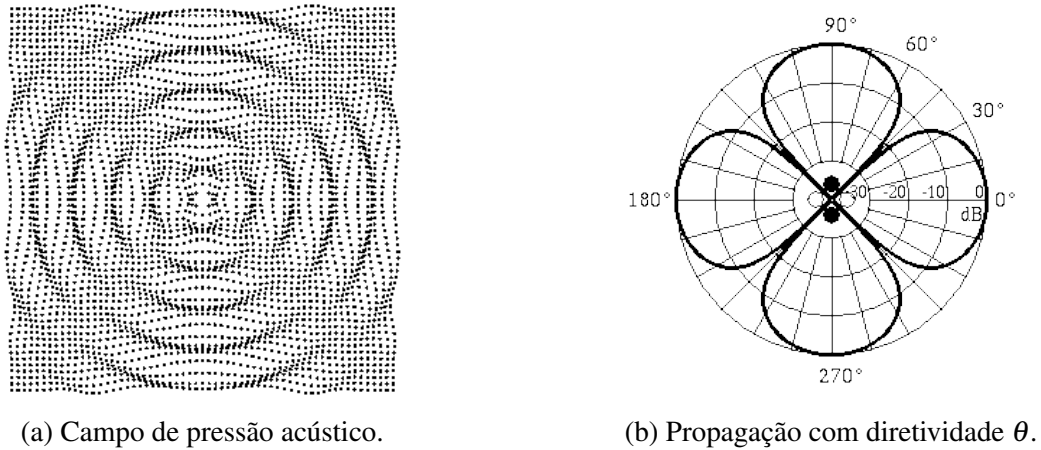 90°
60°
30°
180°
-30 -20 -10 0 0°
dB
270°
(a) Campo de pressão acústico.
(b) Propagação com diretividade θ.